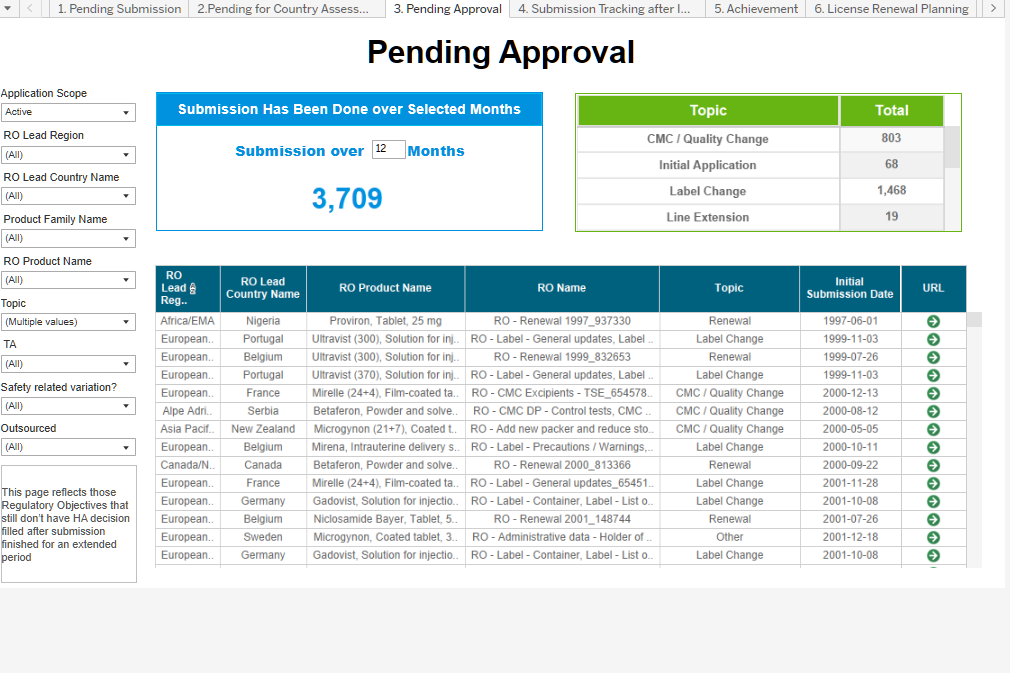 1. Pending Submission 2.Pending for Country Assess... 3. Pending Approval 4. Submission Tracking after I... 5. Achievement 6. License Renewal Planning
Pending Approval
Application Scope
Active
RO Lead Region
(All)
RO Lead Country Name
(All)
Product Family Name
(All)
RO Product Name
(All)
Topic
(Multiple values)
TA
(All)
Safety related variation?
(All)
Outsourced
(All)
This page reflects those
Regulatory Objectives that
still don't have HA decision
filled after submission
finished for an extended
period
Submission Has Been Done over Selected Months
Submission over 12 Months
3,709
Topic Total
CMC / Quality Change 803
Initial Application 68
Label Change 1,468
Line Extension 19
RO
Lead
Reg..
RO Lead
Country Name
RO Product Name
RO Name
Topic
Initial
Submission Date
URL
Africa/EMA Nigeria Proviron, Tablet, 25 mg RO - Renewal 1997_937330 Renewal 1997-06-01
European.. Portugal Ultravist (300), Solution for inj.. RO - Label - General updates, Label .. Label Change 1999-11-03
European.. Belgium Ultravist (300), Solution for inj.. RO - Renewal 1999_832653 Renewal 1999-07-26
European.. Portugal Ultravist (370), Solution for inj.. RO - Label - General updates, Label .. Label Change 1999-11-03
European.. France Mirelle (24+4), Film-coated ta.. RO - CMC Excipients - TSE_654578.. CMC / Quality Change 2000-12-13
Alpe Adri.. Serbia Betaferon, Powder and solve.. RO - CMC DP - Control tests, CMC .. CMC / Quality Change 2000-08-12
Asia Pacif.. New Zealand Microgynon (21+7), Coated t.. RO - Add new packer and reduce sto.. CMC / Quality Change 2000-05-05
European.. Belgium Mirena, Intrauterine delivery s.. RO - Label - Precautions / Warnings,.. Label Change 2000-10-11
Canada/N.. Canada Betaferon, Powder and solve.. RO - Renewal 2000_813366 Renewal 2000-09-22
European.. France Mirelle (24+4), Film-coated ta.. RO - Label - General updates_65451.. Label Change 2001-11-28
European.. Germany Gadovist, Solution for injectio.. RO - Label - Container, Label - List o.. Label Change 2001-10-08
European.. Belgium Niclosamide Bayer, Tablet, 5.. RO - Renewal 2001_148744 Renewal 2001-07-26
European.. Sweden Microgynon, Coated tablet, 3.. RO - Administrative data - Holder of .. Other 2001-12-18
European.. Germany Gadovist, Solution for injectio.. RO - Label - Container, Label - List o.. Label Change 2001-10-08